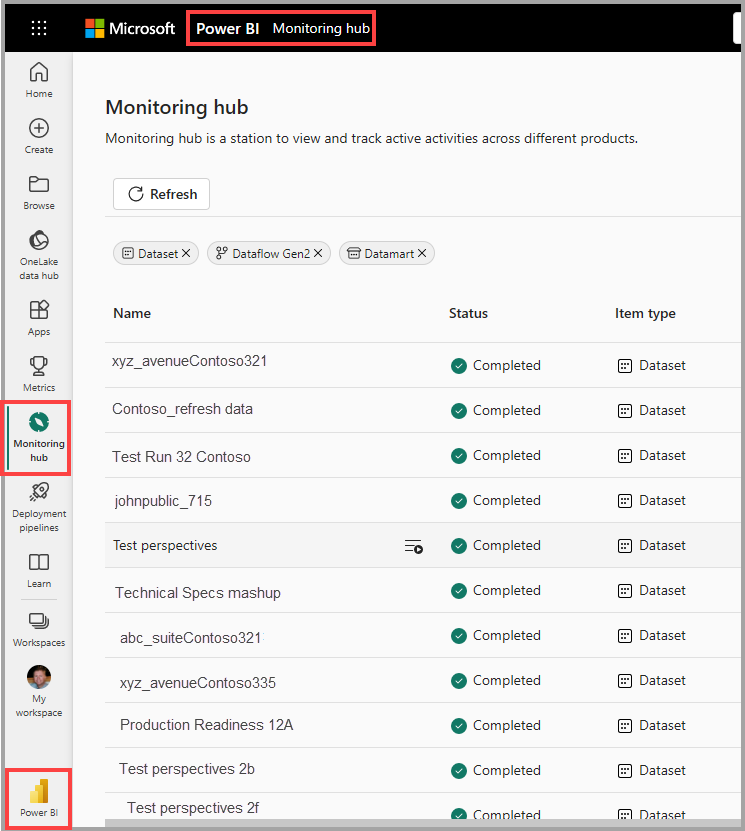 Microsoft Power BI Monitoring hub
Home
Create
Browse
OneLake
data hub
Apps
Metrics
Monitoring
hub
Deployment
pipelines
Learn
Workspaces
My
workspace
Power BI
Monitoring hub
Monitoring hub is a station to view and track active activities across different products.
Refresh
Dataset Dataflow Gen2 Datamart
Name Status Item type
xyz_avenueContoso321 Completed Dataset
Contoso_refresh data Completed Dataset
Test Run 32 Contoso Completed Dataset
johnpublic_715 Completed Dataset
Test perspectives Completed Dataset
Technical Specs mashup Completed Dataset
abc_suiteContoso321 Completed Dataset
xyz_avenueContoso335 Completed Dataset
Production Readiness 12A Completed Dataset
Test perspectives 2b Completed Dataset
Test perspectives 2f Completed Dataset